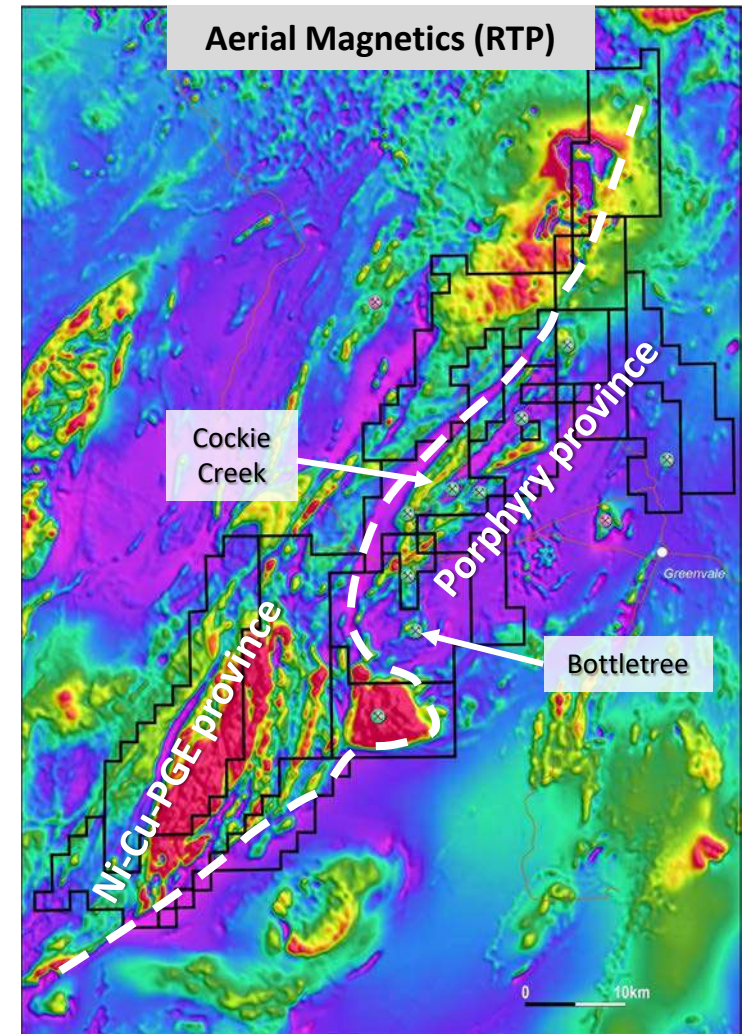 Aerial Magnetics (RTP)
Cockie
Creek
Porphyry province
Greenvale
Bottletree
Ni-Cu-PGE province
0 10km